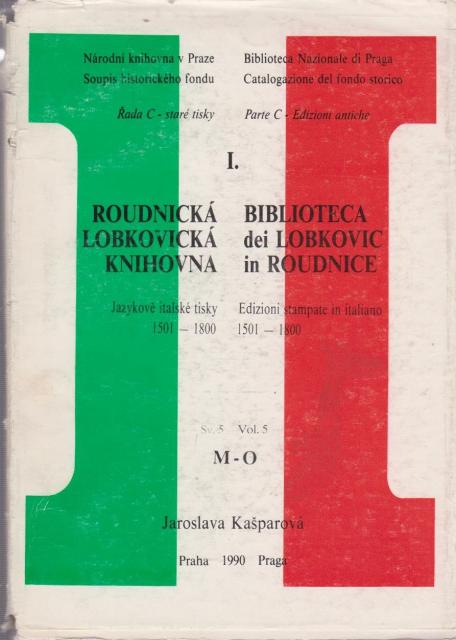 Národní knihovna v Praze
Soupis historického fondu
Řada C - staré tisky
Biblioteca Nazionale di Praga
Catalogazione del fondo storico
Parte C - Edizioni antiche
I.
ROUDNICKÁ
LOBKOVICKÁ
KNIHOVNA
BIBLIOTECA
dei LOBKOVIC
in ROUDNICE
Jazykově italské tisky
1501 — 1800
Edizioni stampate in italiano
1501 — 1800
Sv. 5 Vol. 5
M - O
Jaroslava Kašparová
Praha 1990 Praga